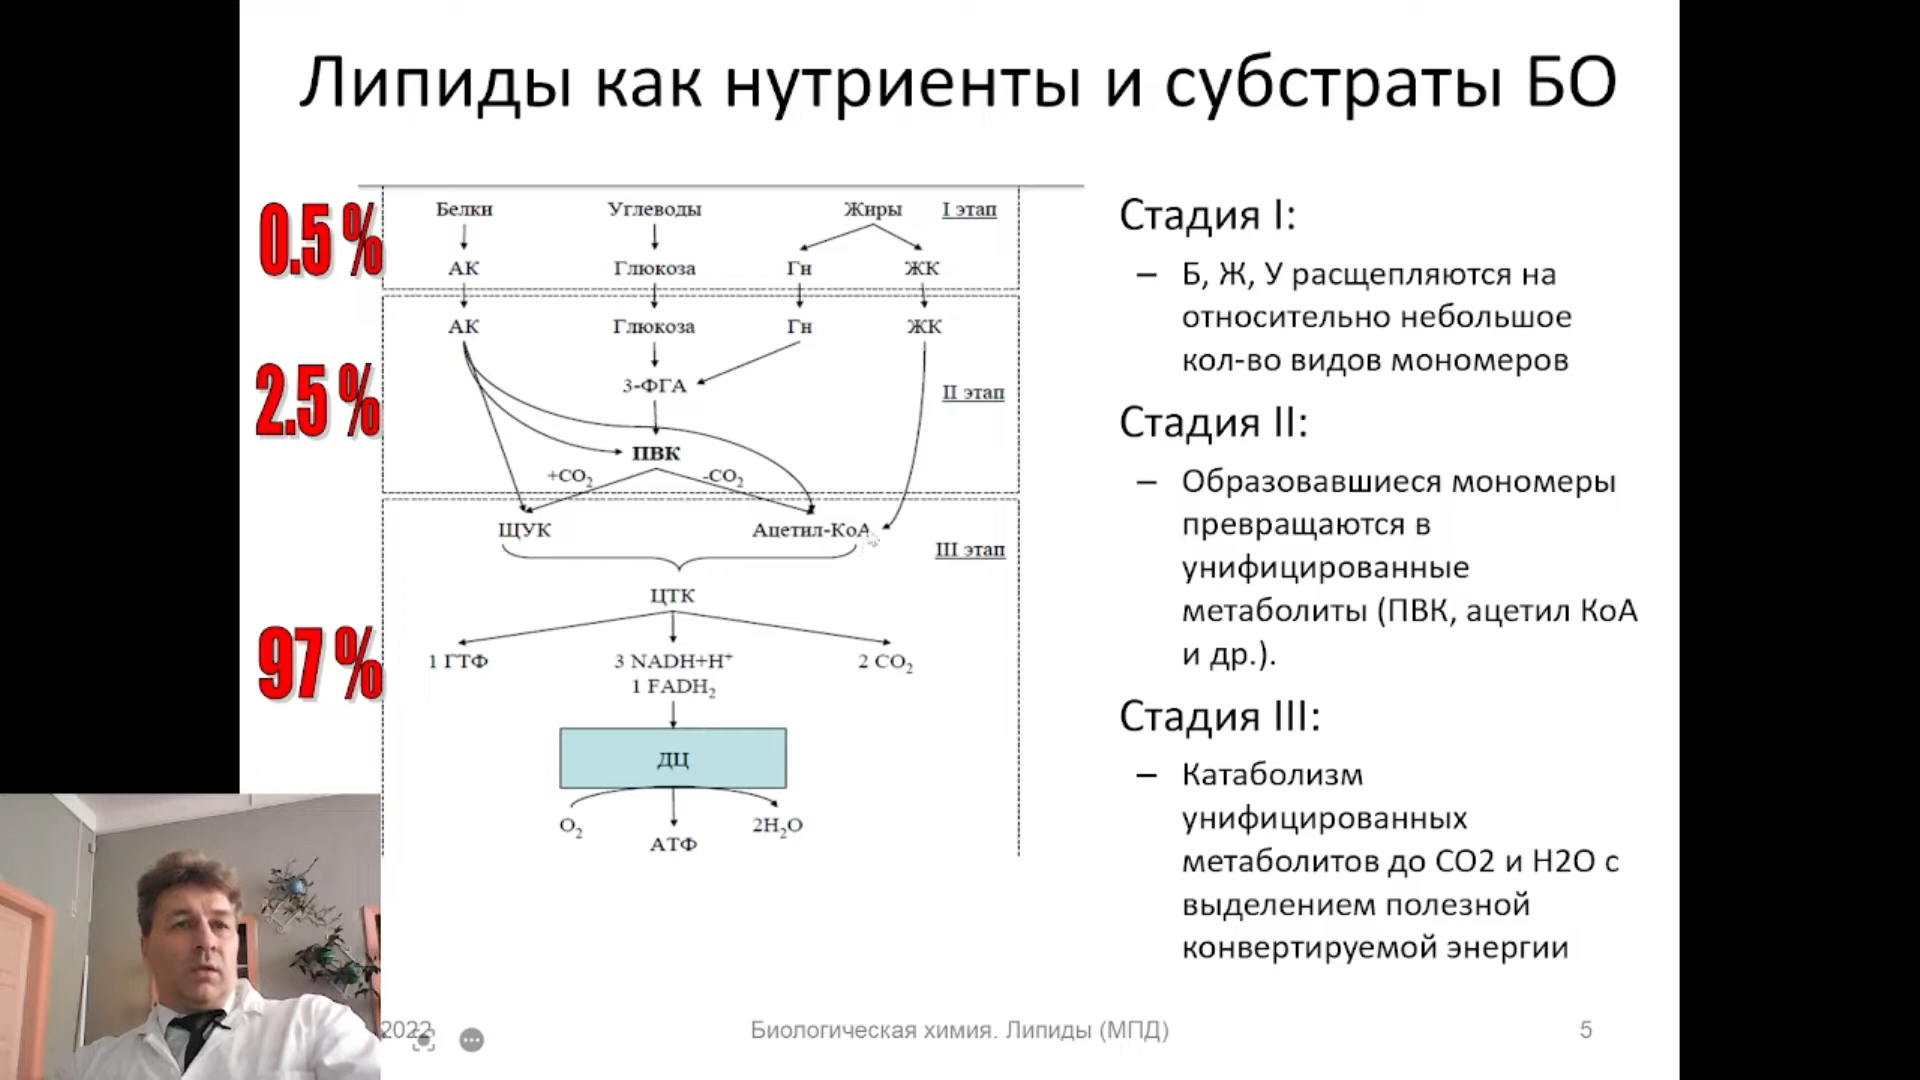 Липиды как нутриенты и субстраты БО
0.5 %
2.5 %
97 %
Белки Углеводы Жиры I этап
АК Глюкоза Гн ЖК
АК Глюкоза Гн ЖК
3-ФГА
II этап
ПВК
+CO₂ -CO₂
ЩУК Ацетил-КоА
III этап
ЦТК
1 ГТФ 3 NADH+H⁺ 2 CO₂
1 FADH₂
ДЦ
O₂ 2H₂O
АТФ
Стадия I:
– Б, Ж, У расщепляются на
относительно небольшое
кол-во видов мономеров
Стадия II:
– Образовавшиеся мономеры
превращаются в
унифицированные
метаболиты (ПВК, ацетил КоА
и др.).
Стадия III:
– Катаболизм
унифицированных
метаболитов до СО2 и Н2О с
выделением полезной
конвертируемой энергии
2022 Биологическая химия. Липиды (МПД) 5